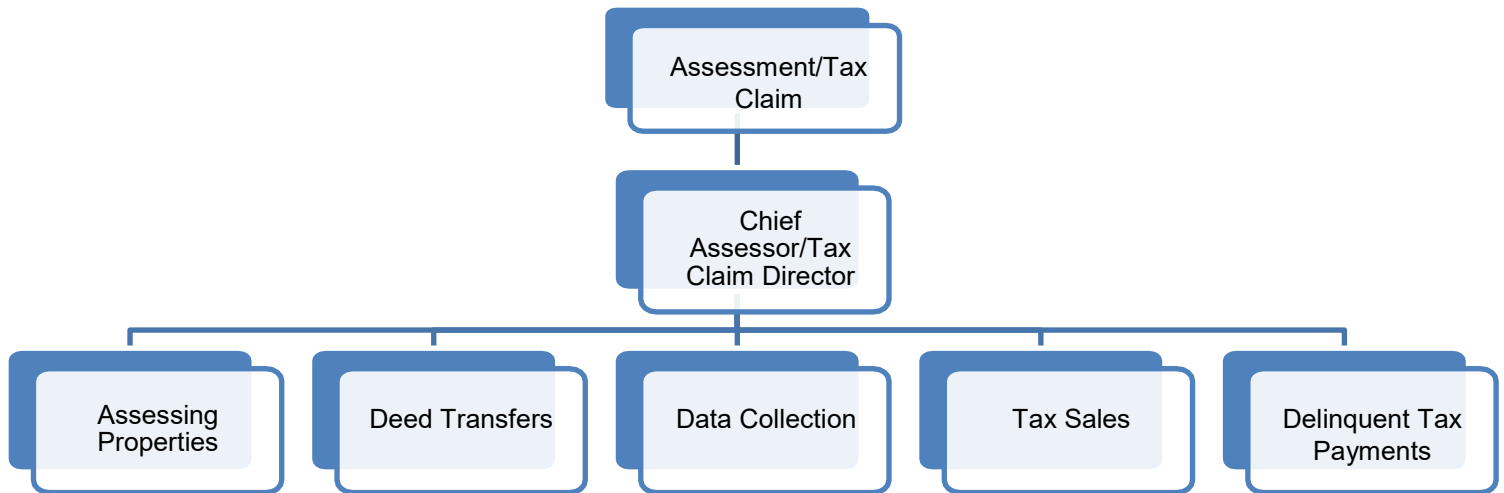 Assessment/Tax
Claim
Chief
Assessor/Tax
Claim Director
Assessing
Properties
Deed Transfers
Data Collection
Tax Sales
Delinquent Tax
Payments